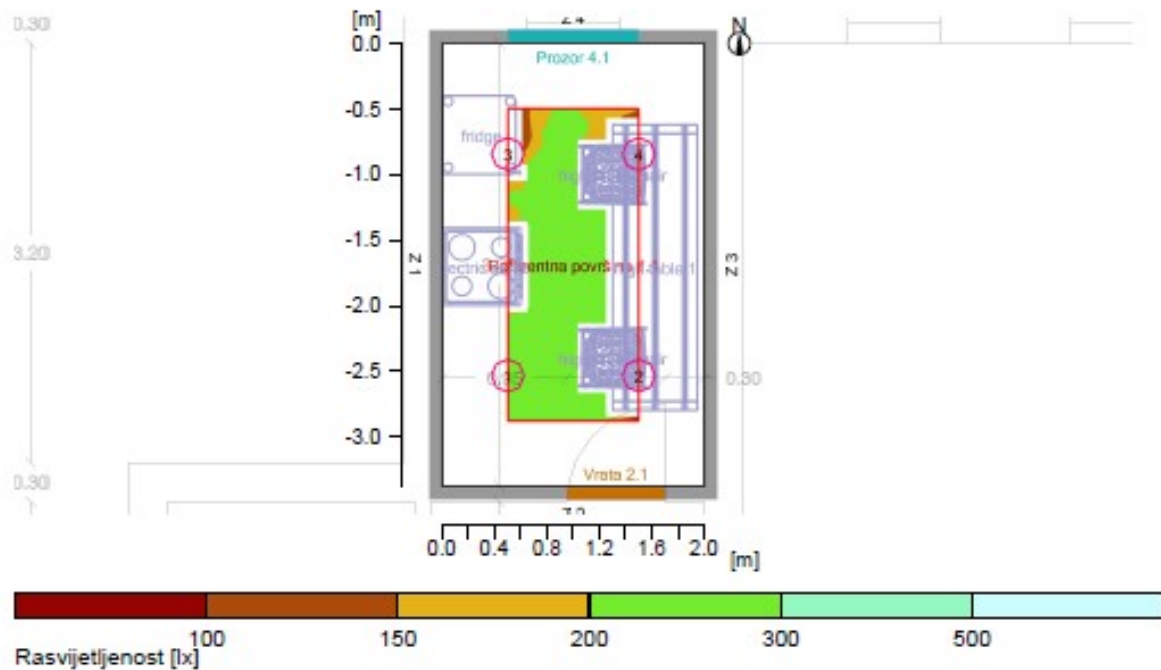 0.30
[m]
N
0.0
Prozor 4.1
-0.5
fridge
3
4
-1.0
-1.5
3.20
Z 1
Z 3
-2.0
-2.5
1
2
0.30
-3.0
0.30
Vrata 2.1
0.0 0.4 0.8 1.2 1.6 2.0
[m]
100 150 200 300 500
Rasvijetljenost [lx]